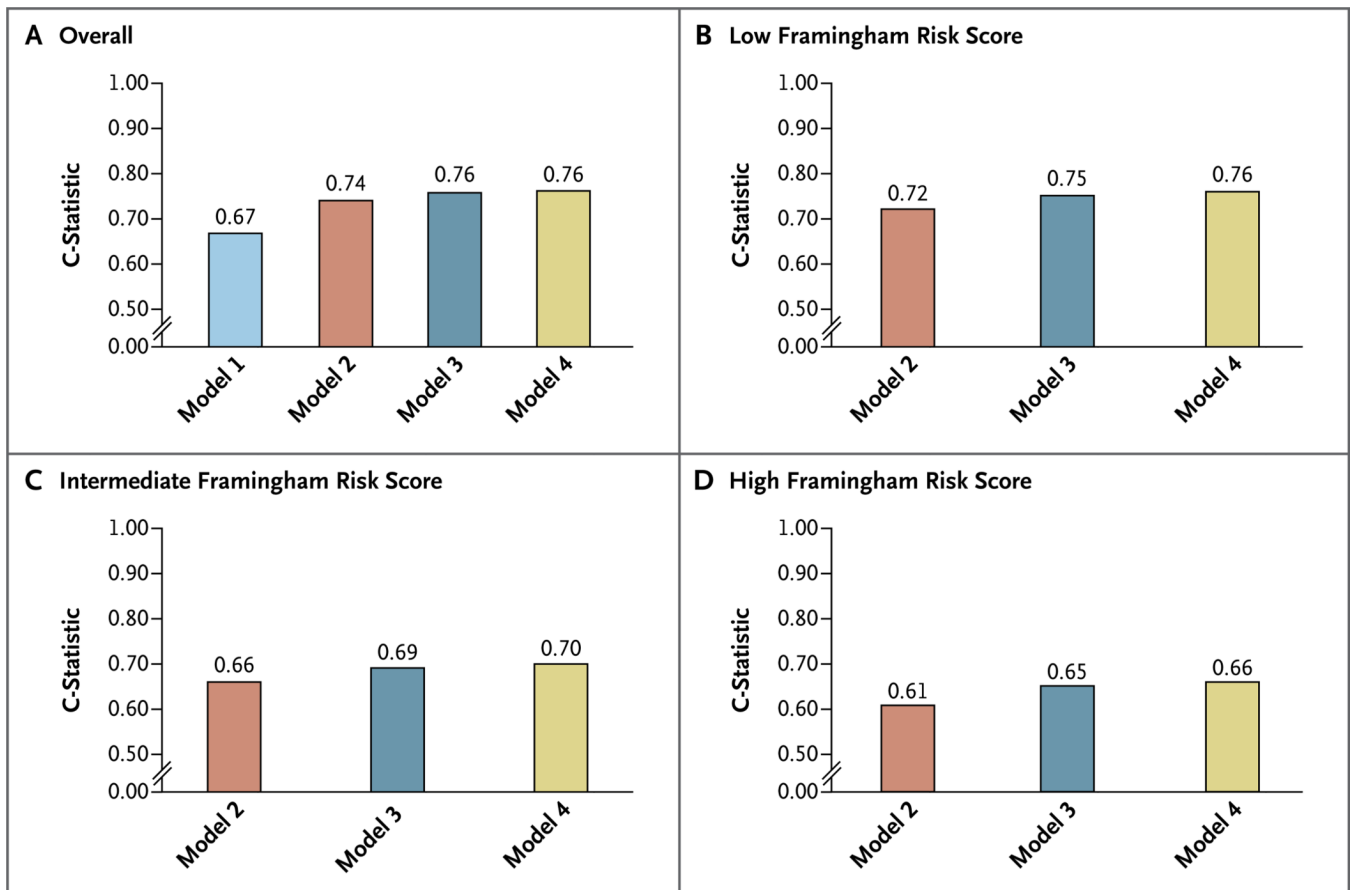 A Overall
1.00
0.90
0.80
0.70
0.60
0.50
0.00
C-Statistic
0.67
0.74
0.76
0.76
Model 1
Model 2
Model 3
Model 4
B Low Framingham Risk Score
1.00
0.90
0.80
0.70
0.60
0.50
0.00
C-Statistic
0.72
0.75
0.76
Model 2
Model 3
Model 4
C Intermediate Framingham Risk Score
1.00
0.90
0.80
0.70
0.60
0.50
0.00
C-Statistic
0.66
0.69
0.70
Model 2
Model 3
Model 4
D High Framingham Risk Score
1.00
0.90
0.80
0.70
0.60
0.50
0.00
C-Statistic
0.61
0.65
0.66
Model 2
Model 3
Model 4